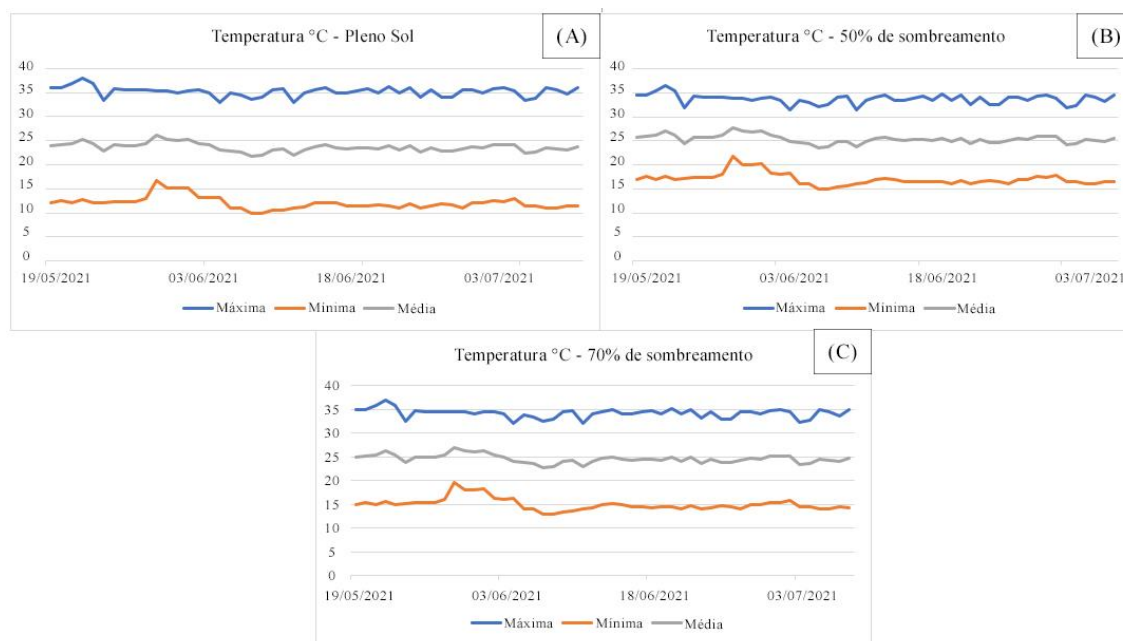 Temperatura °C - Pleno Sol
(A)
40
35
30
25
20
15
10
5
0
19/05/2021 03/06/2021 18/06/2021 03/07/2021
Máxima Mínima Média
Temperatura °C - 50% de sombreamento
(B)
40
35
30
25
20
15
10
5
0
19/05/2021 03/06/2021 18/06/2021 03/07/2021
Máxima Mínima Média
Temperatura °C - 70% de sombreamento
(C)
40
35
30
25
20
15
10
5
0
19/05/2021 03/06/2021 18/06/2021 03/07/2021
Máxima Mínima Média